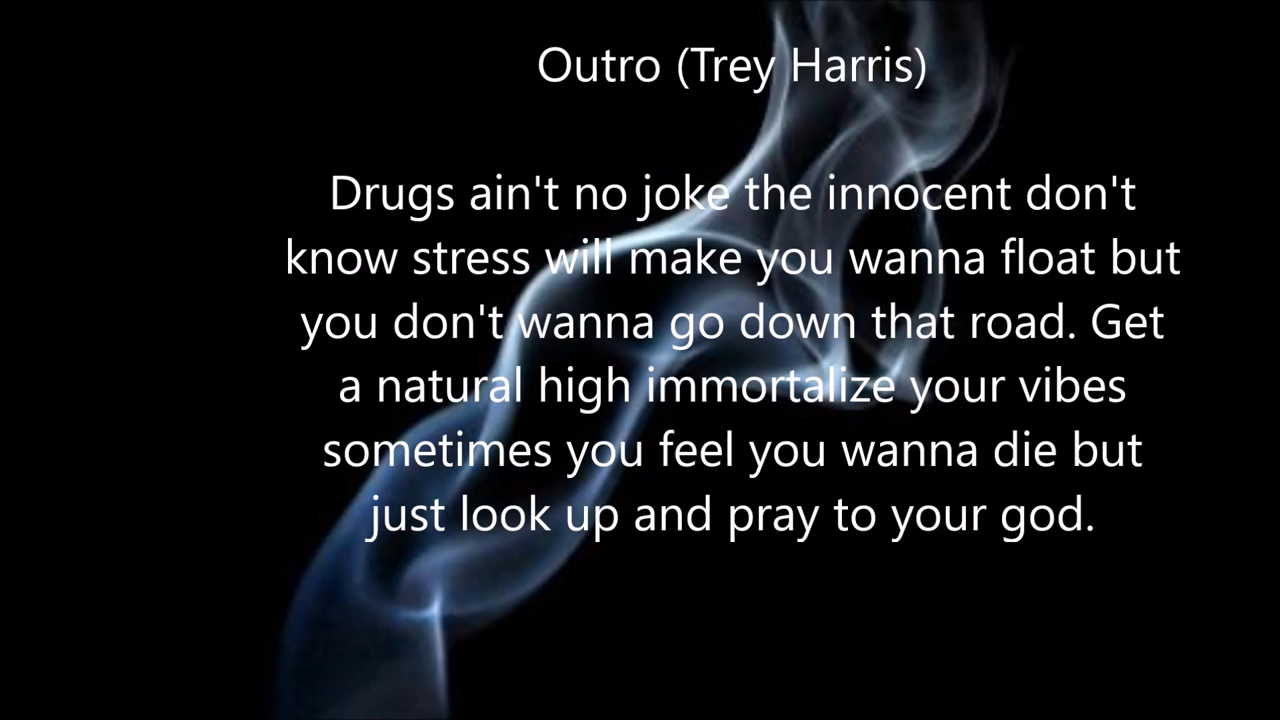 Outro (Trey Harris)
Drugs ain't no joke the innocent don't
know stress will make you wanna float but
you don't wanna go down that road. Get
a natural high immortalize your vibes
sometimes you feel you wanna die but
just look up and pray to your god.